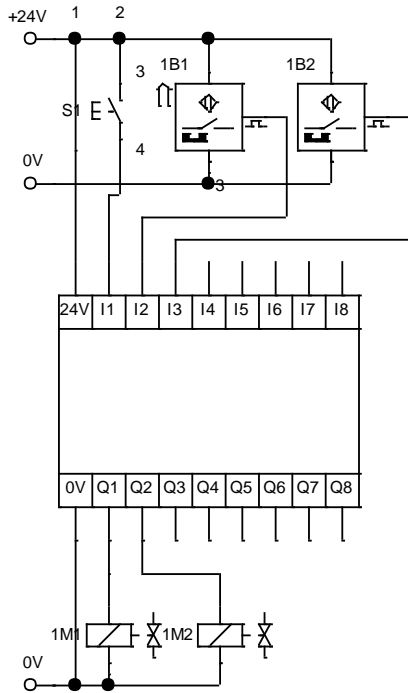 1 2
+24V
3 1B1 1B2
S1
4
0V
3
24V I1 I2 I3 I4 I5 I6 I7 I8
0V Q1 Q2 Q3 Q4 Q5 Q6 Q7 Q8
1M1 1M2
0V